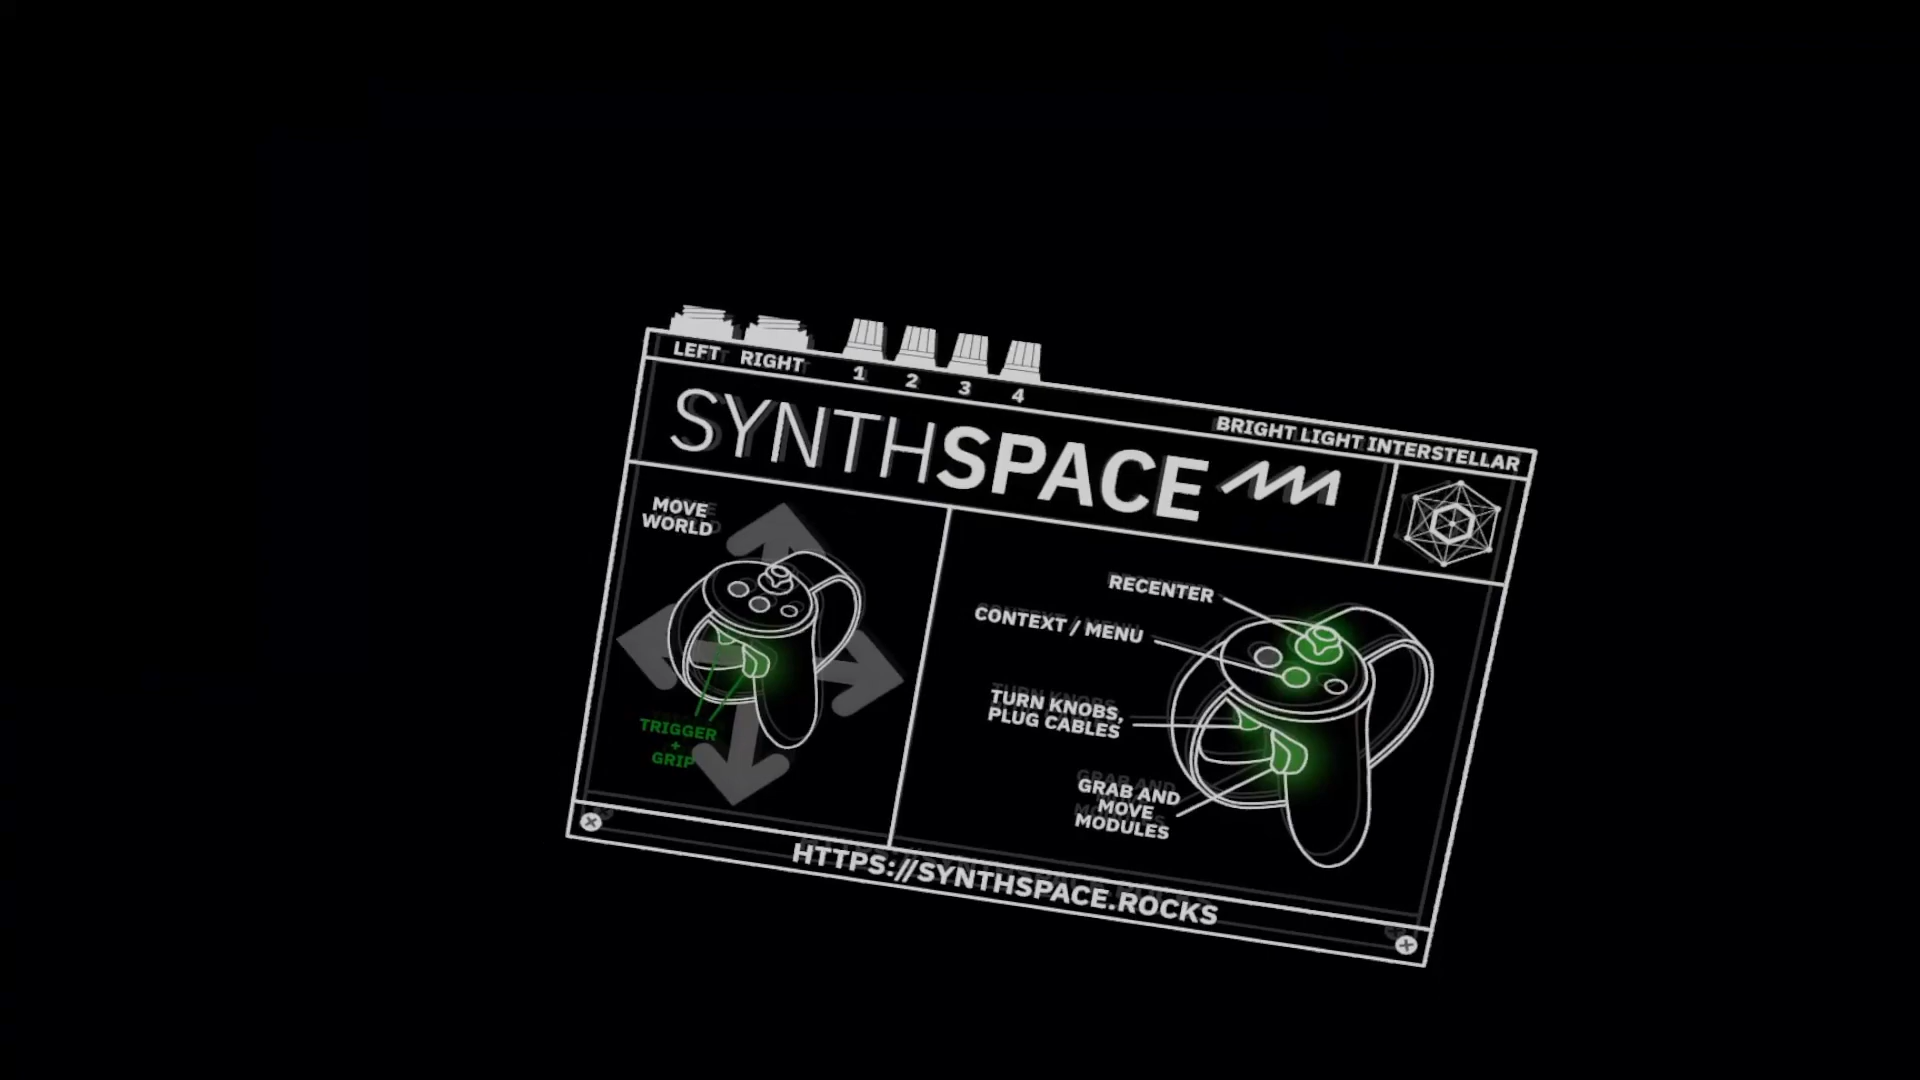 LEFT RIGHT 1 2 3 4
BRIGHT LIGHT INTERSTELLAR
SYNTHSPACE
MOVE
WORLD
TRIGGER
+
GRIP
RECENTER
CONTEXT / MENU
TURN KNOBS,
PLUG CABLES
GRAB AND
MOVE
MODULES
HTTPS://SYNTHSPACE.ROCKS